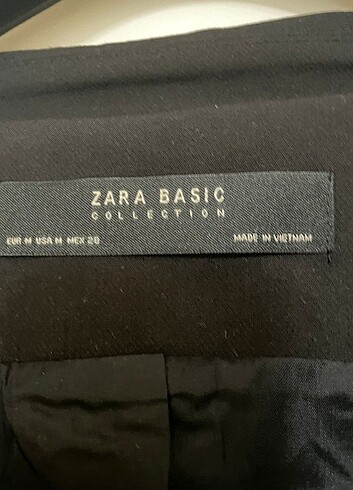 ZARA BASIC
COLLECTION
EUR M USA M MEX 28
MADE IN VIETNAM